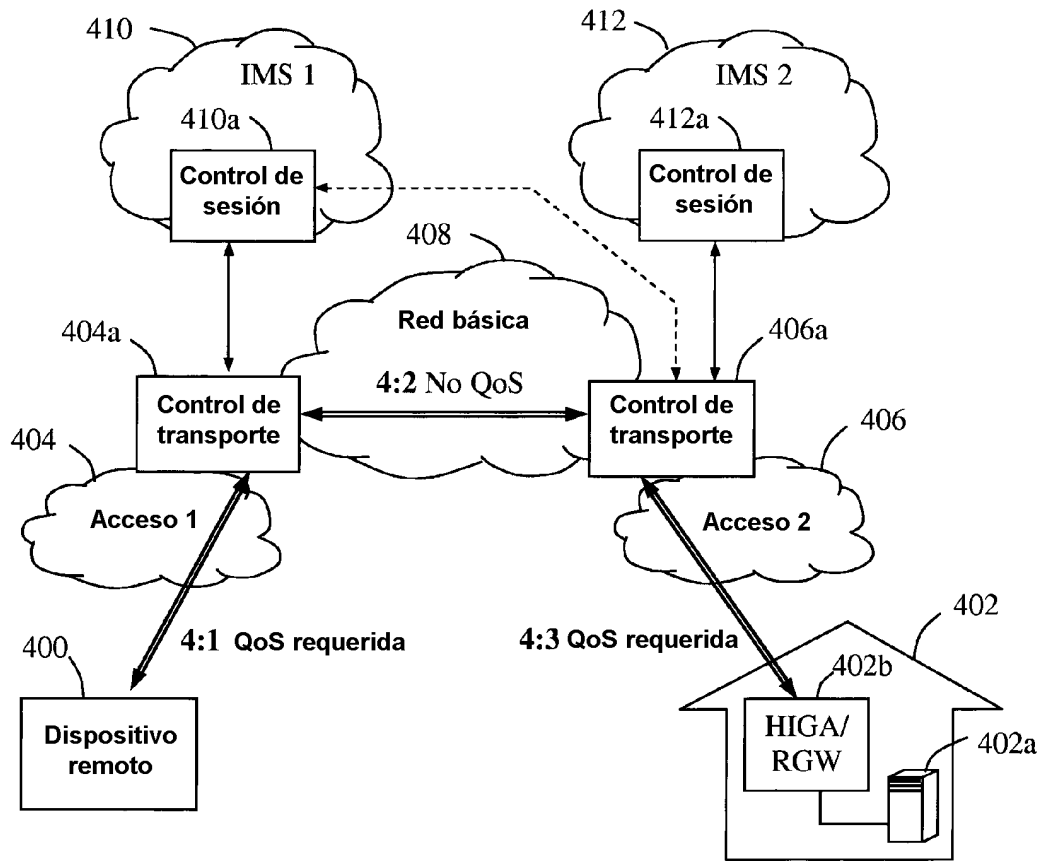 410
IMS 1
410a
Control de
sesión
412
IMS 2
412a
Control de
sesión
408
Red básica
4:2 No QoS
404a
Control de
transporte
406a
Control de
transporte
404
Acceso 1
406
Acceso 2
4:1 QoS requerida
4:3 QoS requerida
400
Dispositivo
remoto
402
402b
HIGA/
RGW
402a